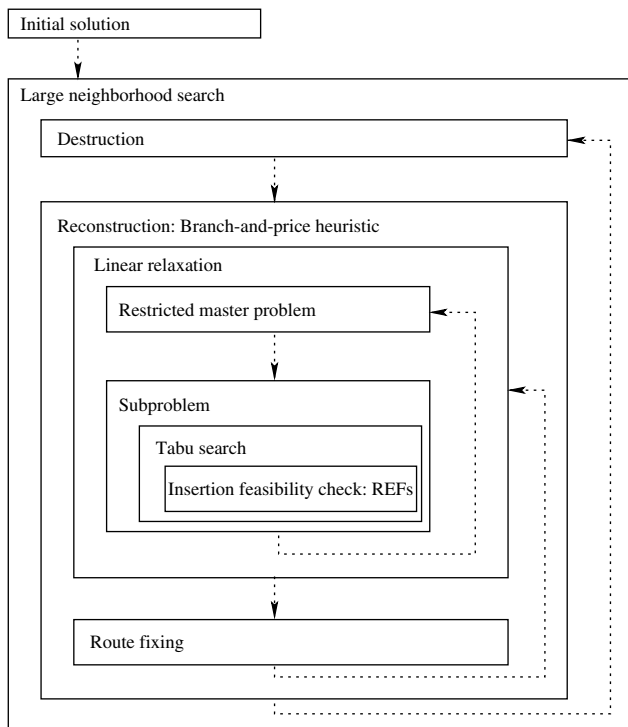 Initial solution
Large neighborhood search
Destruction
Reconstruction: Branch-and-price heuristic
Linear relaxation
Restricted master problem
Subproblem
Tabu search
Insertion feasibility check: REFs
Route fixing